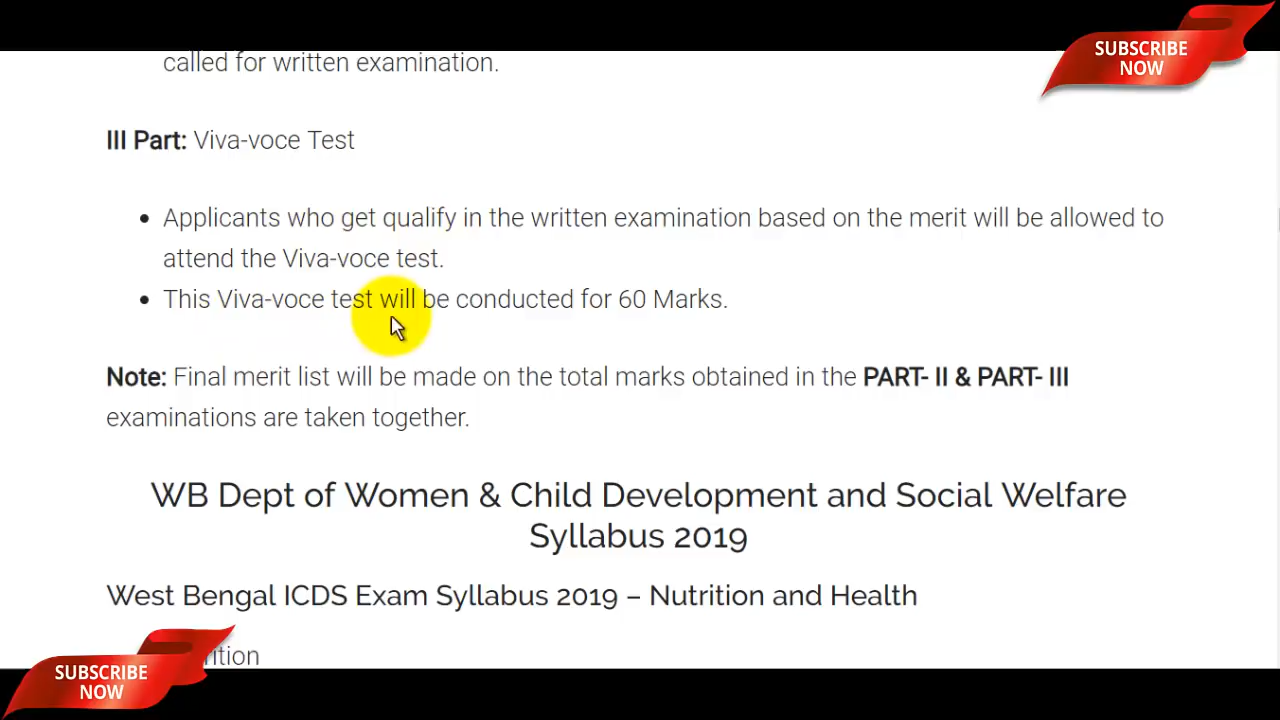 SUBSCRIBE
NOW
called for written examination.
III Part: Viva-voce Test
• Applicants who get qualify in the written examination based on the merit will be allowed to
attend the Viva-voce test.
• This Viva-voce test will be conducted for 60 Marks.
Note: Final merit list will be made on the total marks obtained in the PART- II & PART- III
examinations are taken together.
WB Dept of Women & Child Development and Social Welfare
Syllabus 2019
West Bengal ICDS Exam Syllabus 2019 – Nutrition and Health
SUBSCRIBE
NOW